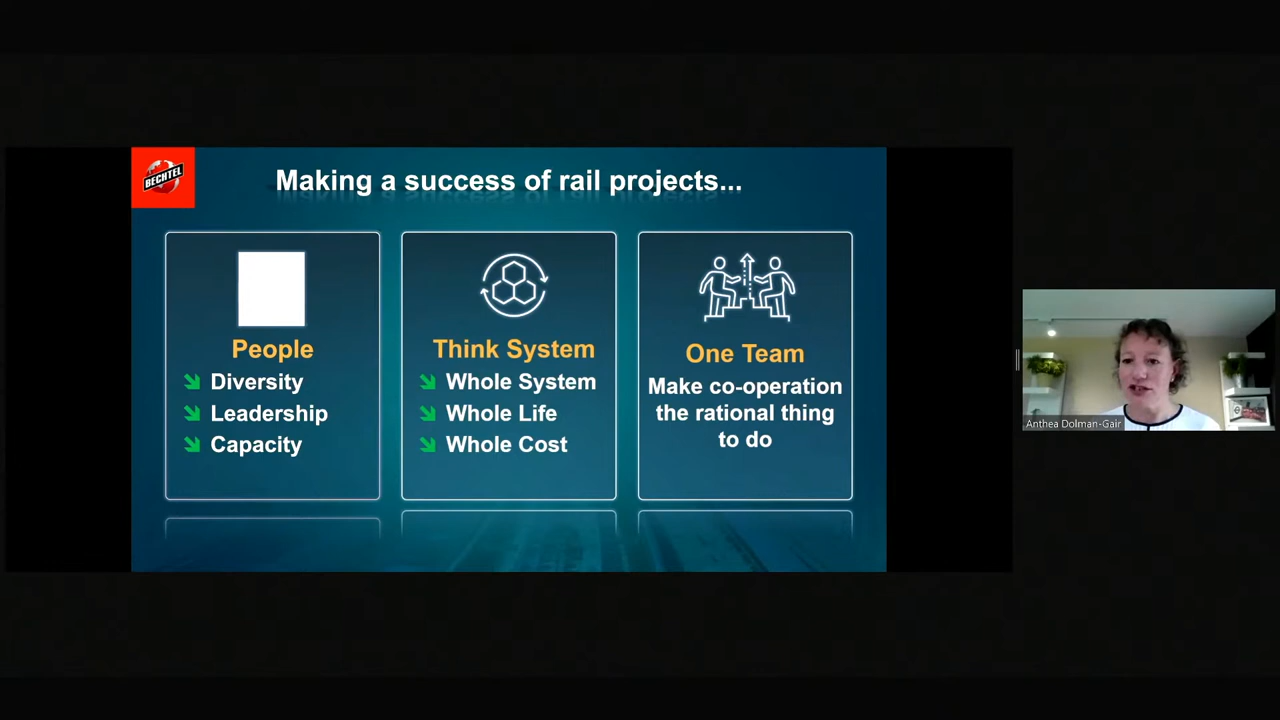 BECHTEL
Making a success of rail projects...
People
Diversity
Leadership
Capacity
Think System
Whole System
Whole Life
Whole Cost
One Team
Make co-operation
the rational thing
to do
Anthea Dolman-Gair